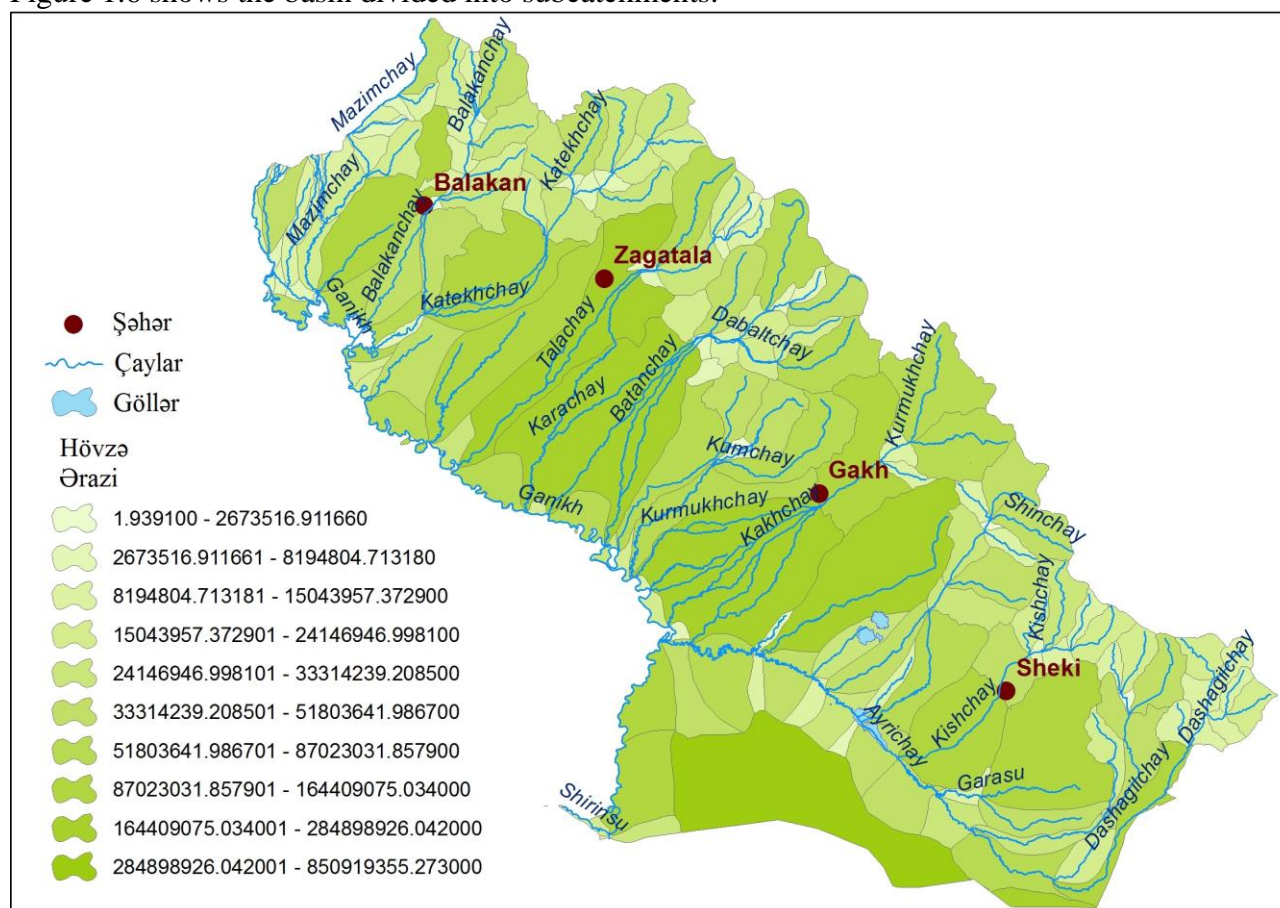 Figure 1.8 shows the basin divided into subcatchments.
Mazimchay
Balakanchay
Katekhchay
Mazimchay
Balakan
Balakanchay
Ganikh
Katekhchay
Zagatala
Talachay
Dabaltchay
Karachay
Batanchay
Kurmukhchay
Kumchay
Gakh
Ganikh
Kurmukhchay
Kakhchay
Shinchay
Kishchay
Sheki
Kishchay
Dashagilchay
Ayrichay
Garasu
Dashagilchay
Shirinsu
Şəhər
Çaylar
Göllər
Hövzə
Ərazi
1.939100 - 2673516.911660
2673516.911661 - 8194804.713180
8194804.713181 - 15043957.372900
15043957.372901 - 24146946.998100
24146946.998101 - 33314239.208500
33314239.208501 - 51803641.986700
51803641.986701 - 87023031.857900
87023031.857901 - 164409075.034000
164409075.034001 - 284898926.042000
284898926.042001 - 850919355.273000